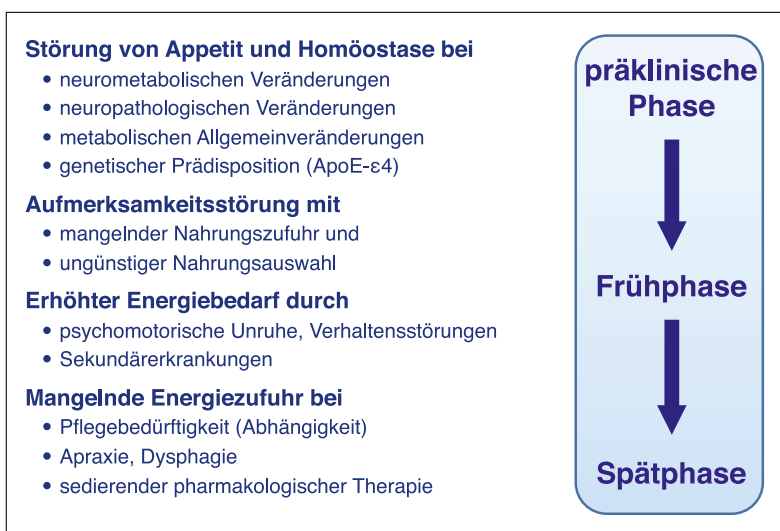 Störung von Appetit und Homöostase bei
• neurometabolischen Veränderungen
• neuropathologischen Veränderungen
• metabolischen Allgemeinveränderungen
• genetischer Prädisposition (ApoE-ε4)
Aufmerksamkeitsstörung mit
• mangelnder Nahrungszufuhr und
• ungünstiger Nahrungsauswahl
Erhöhter Energiebedarf durch
• psychomotorische Unruhe, Verhaltensstörungen
• Sekundärerkrankungen
Mangelnde Energiezufuhr bei
• Pflegebedürftigkeit (Abhängigkeit)
• Apraxie, Dysphagie
• sedierender pharmakologischer Therapie
präklinische
Phase
Frühphase
Spätphase